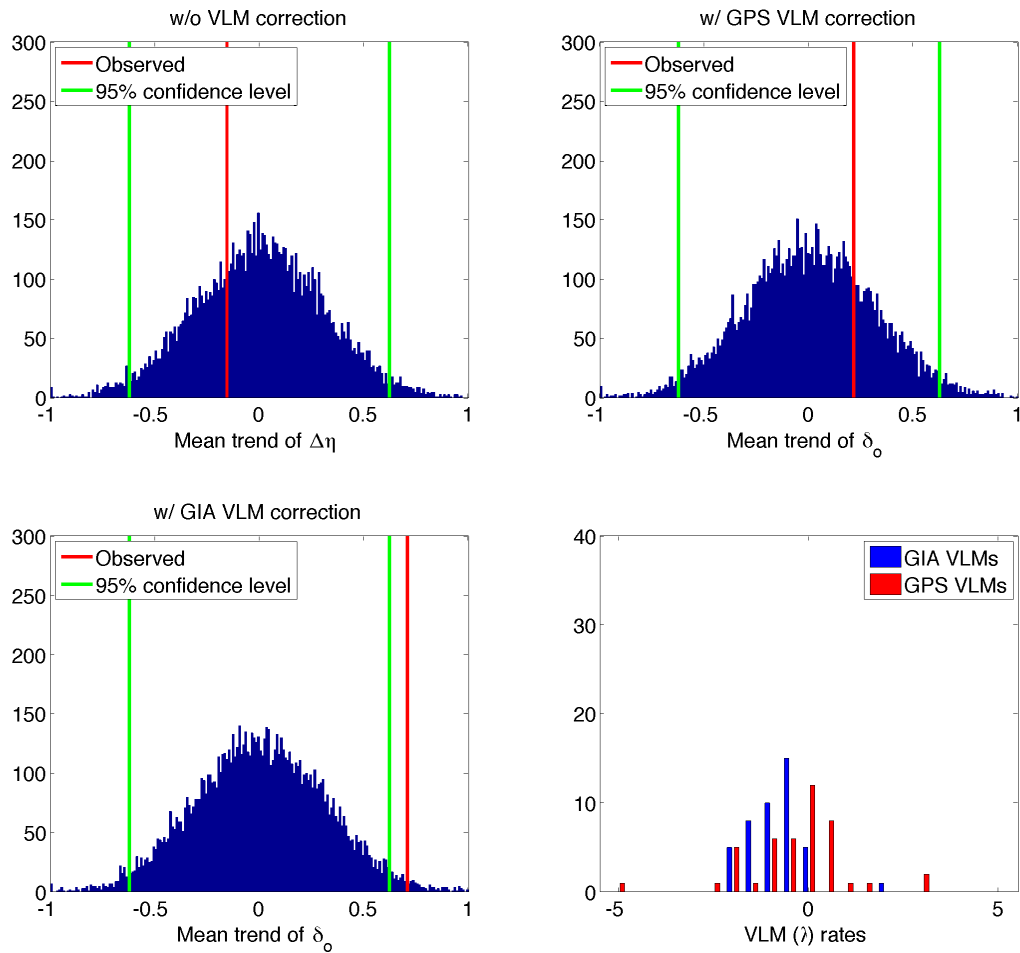 w/o VLM correction
300
250
200
150
100
50
0
-1 -0.5 0 0.5 1
Observed
95% confidence level
Mean trend of Δη
w/ GPS VLM correction
300
250
200
150
100
50
0
-1 -0.5 0 0.5 1
Observed
95% confidence level
Mean trend of δo
w/ GIA VLM correction
300
250
200
150
100
50
0
-1 -0.5 0 0.5 1
Observed
95% confidence level
Mean trend of δo
40
30
20
10
0
-5 0 5
GIA VLMs
GPS VLMs
VLM (λ) rates